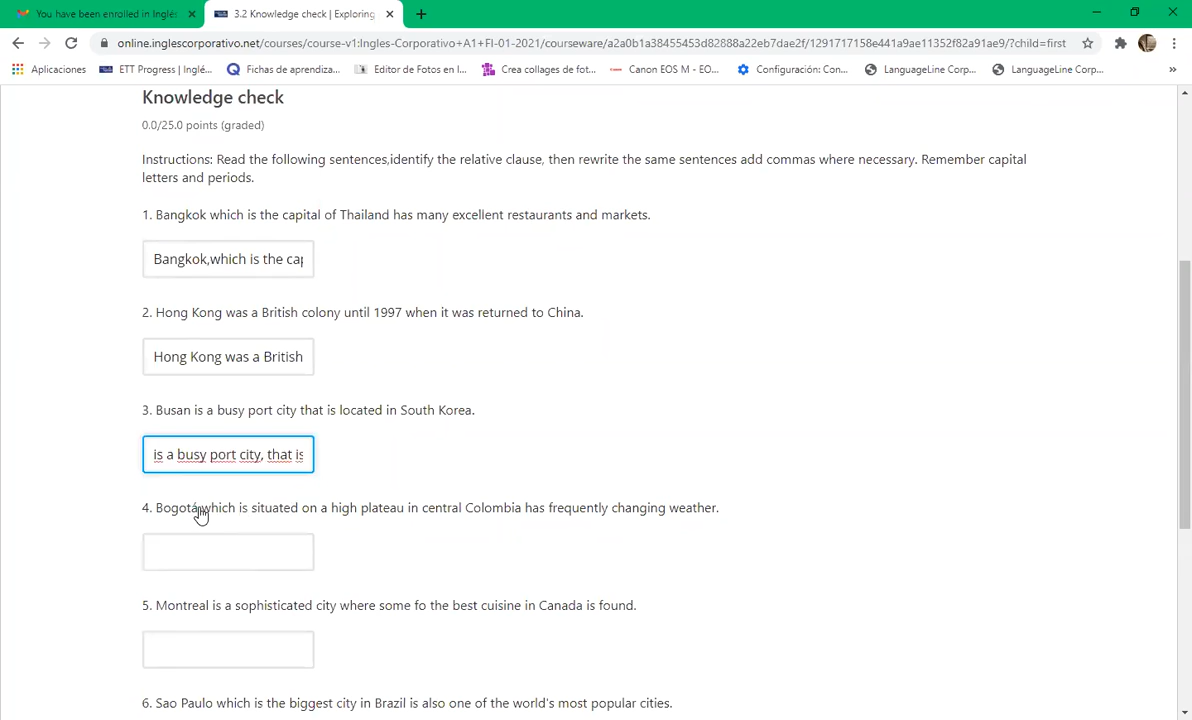 You have been enrolled in Inglés
3.2 Knowledge check | Exploring
online.inglescorporativo.net/courses/course-v1:Ingles-Corporativo+A1+FI-01-2021/courseware/a2a0b1a38455453d82888a22eb7dae2f/1291717158e441a9ae11352f82a91ae9/?child=first
Aplicaciones
ETT Progress | Inglé...
Fichas de aprendiza...
Editor de Fotos en l...
Crea collages de fot...
Canon EOS M - EO...
Configuración: Con...
LanguageLine Corp...
LanguageLine Corp...
Knowledge check
0.0/25.0 points (graded)
Instructions: Read the following sentences,identify the relative clause, then rewrite the same sentences add commas where necessary. Remember capital
letters and periods.
1. Bangkok which is the capital of Thailand has many excellent restaurants and markets.
Bangkok,which is the cap
2. Hong Kong was a British colony until 1997 when it was returned to China.
Hong Kong was a British
3. Busan is a busy port city that is located in South Korea.
is a busy port city, that is
4. Bogotá which is situated on a high plateau in central Colombia has frequently changing weather.
5. Montreal is a sophisticated city where some fo the best cuisine in Canada is found.
6. Sao Paulo which is the biggest city in Brazil is also one of the world's most popular cities.